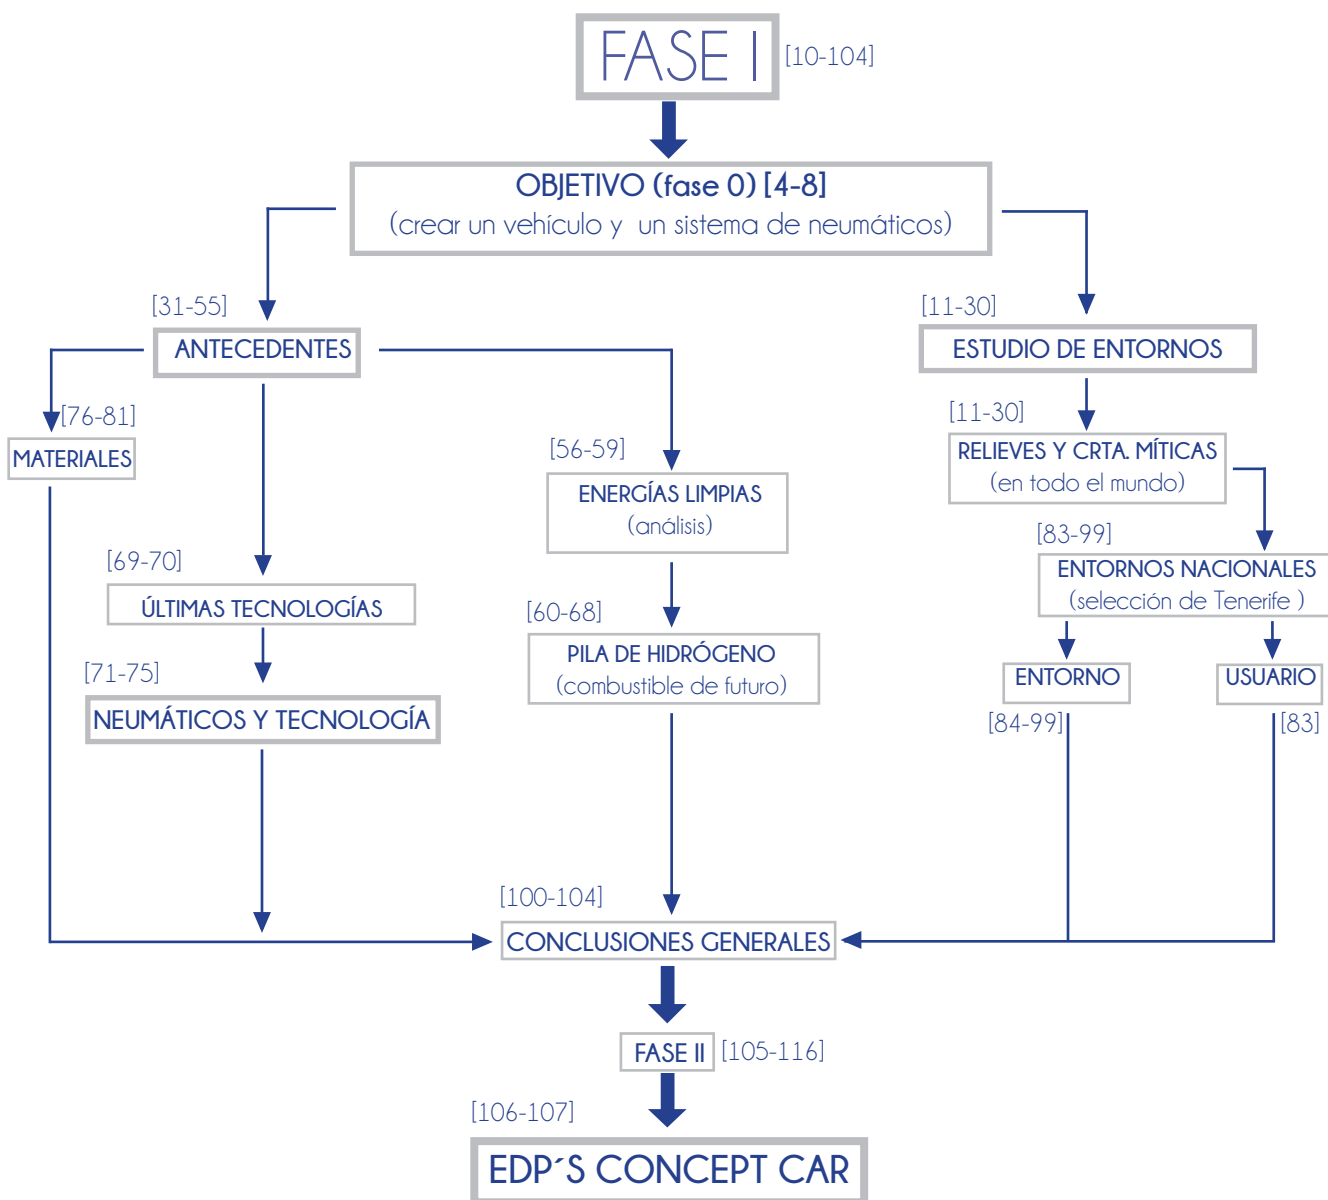 FASE I
[10-104]
OBJETIVO (fase 0) [4-8]
(crear un vehículo y un sistema de neumáticos)
[31-55]
ANTECEDENTES
[11-30]
ESTUDIO DE ENTORNOS
[76-81]
MATERIALES
[11-30]
RELIEVES Y CRTA. MÍTICAS
(en todo el mundo)
[56-59]
ENERGÍAS LIMPIAS
(análisis)
[83-99]
ENTORNOS NACIONALES
(selección de Tenerife )
[69-70]
ÚLTIMAS TECNOLOGÍAS
[60-68]
PILA DE HIDRÓGENO
(combustible de futuro)
ENTORNO
[84-99]
USUARIO
[83]
[71-75]
NEUMÁTICOS Y TECNOLOGÍA
[100-104]
CONCLUSIONES GENERALES
FASE II
[105-116]
[106-107]
EDP´S CONCEPT CAR